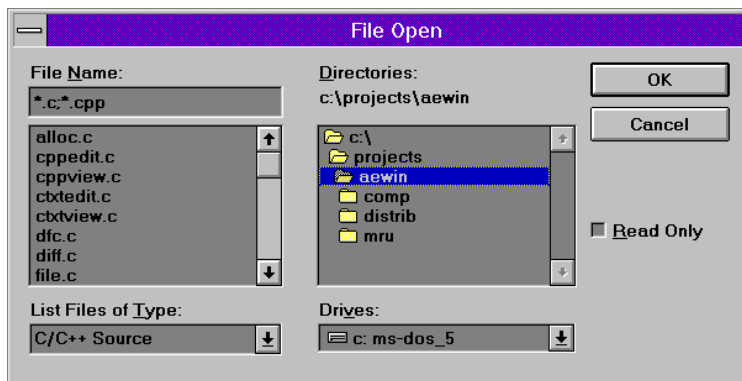 File Open
File Name:
*.c;*.cpp
alloc.c
cppedit.c
cppview.c
ctxtedit.c
ctxtview.c
dfc.c
diff.c
file.c
List Files of Type:
C/C++ Source
Directories:
c:\projects\aewin
c:\
projects
aewin
comp
distrib
mru
Drives:
c: ms-dos_5
OK
Cancel
Read Only